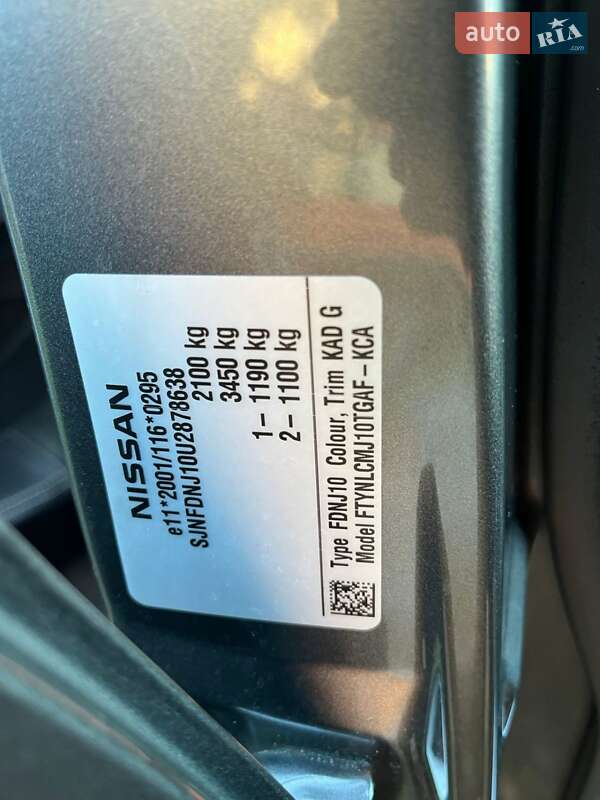 auto RIA .com
NISSAN
e11*2001/116*0295
SJNFDNJ10U2878638
2100 kg
3450 kg
1- 1190 kg
2- 1100 kg
Type FDNJ10 Colour, Trim KAD G
Model FTYNLCMJ10TGAF-KCA